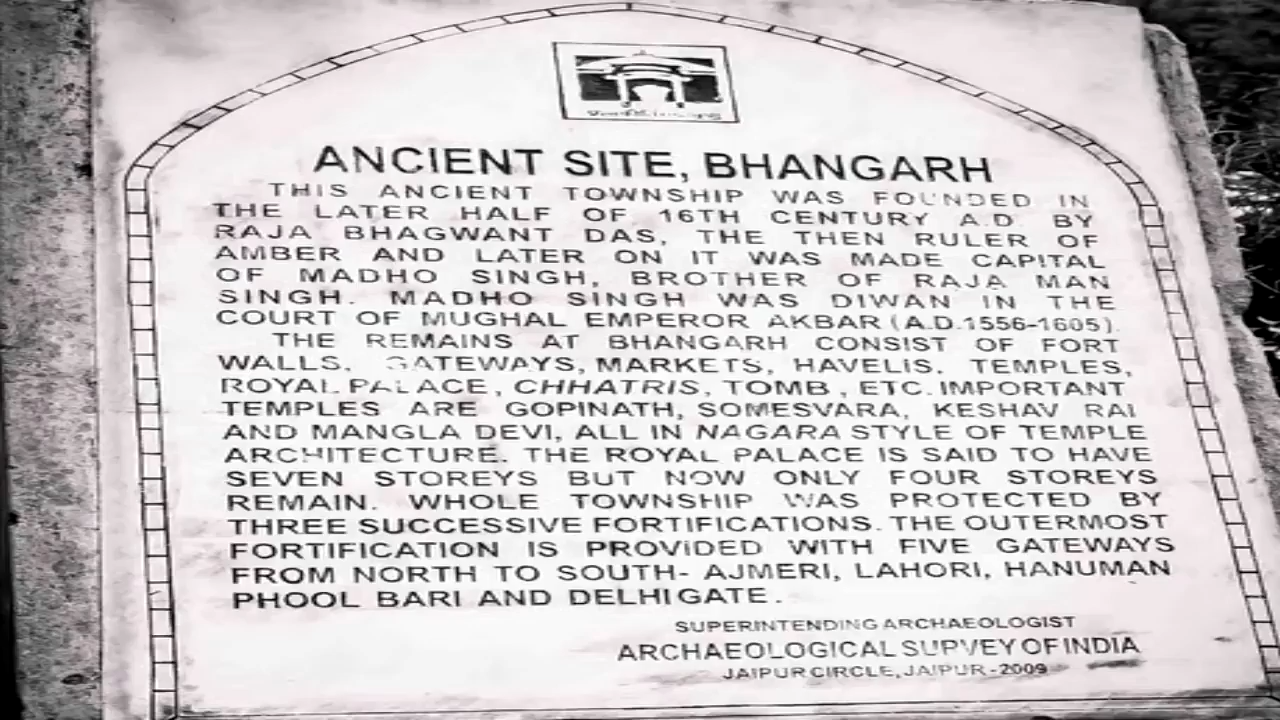 ANCIENT SITE, BHANGARH
THIS ANCIENT TOWNSHIP WAS FOUNDED IN
THE LATER HALF OF 16TH CENTURY A.D. BY
RAJA BHAGWANT DAS, THE THEN RULER OF
AMBER AND LATER ON IT WAS MADE CAPITAL
OF MADHO SINGH, BROTHER OF RAJA MAN
SINGH. MADHO SINGH WAS DIWAN IN THE
COURT OF MUGHAL EMPEROR AKBAR (A.D.1556-1605).
THE REMAINS AT BHANGARH CONSIST OF FORT
WALLS, GATEWAYS, MARKETS, HAVELIS, TEMPLES,
ROYAL PALACE, CHHATRIS, TOMB, ETC. IMPORTANT
TEMPLES ARE GOPINATH, SOMESVARA, KESHAV RAI
AND MANGLA DEVI, ALL IN NAGARA STYLE OF TEMPLE
ARCHITECTURE. THE ROYAL PALACE IS SAID TO HAVE
SEVEN STOREYS BUT NOW ONLY FOUR STOREYS
REMAIN. WHOLE TOWNSHIP WAS PROTECTED BY
THREE SUCCESSIVE FORTIFICATIONS. THE OUTERMOST
FORTIFICATION IS PROVIDED WITH FIVE GATEWAYS
FROM NORTH TO SOUTH- AJMERI, LAHORI, HANUMAN
PHOOL BARI AND DELHI GATE.
SUPERINTENDING ARCHAEOLOGIST
ARCHAEOLOGICAL SURVEY OF INDIA
JAIPUR CIRCLE, JAIPUR-2009